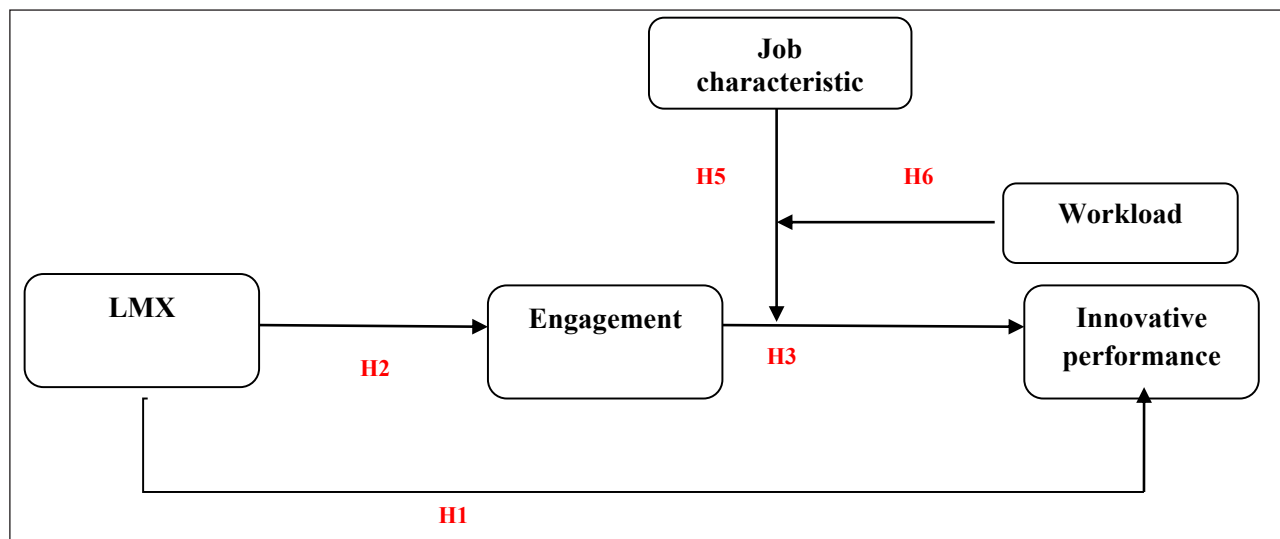 Job
characteristic
H5
H6
Workload
LMX
Engagement
Innovative
performance
H2
H3
H1